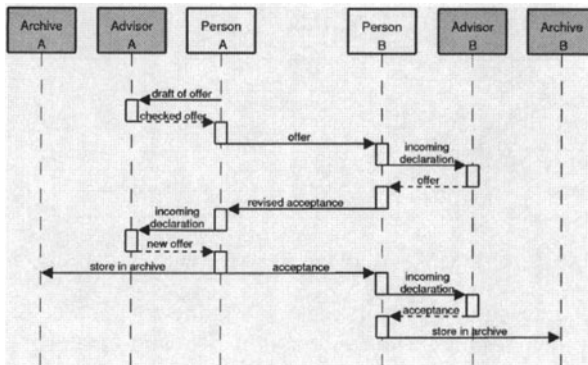 Archive
A
Advisor
A
Person
A
Person
B
Advisor
B
Archive
B
draft of offer
checked offer
offer
incoming
declaration
offer
revised acceptance
incoming
declaration
new offer
store in archive
acceptance
incoming
declaration
acceptance
store in archive